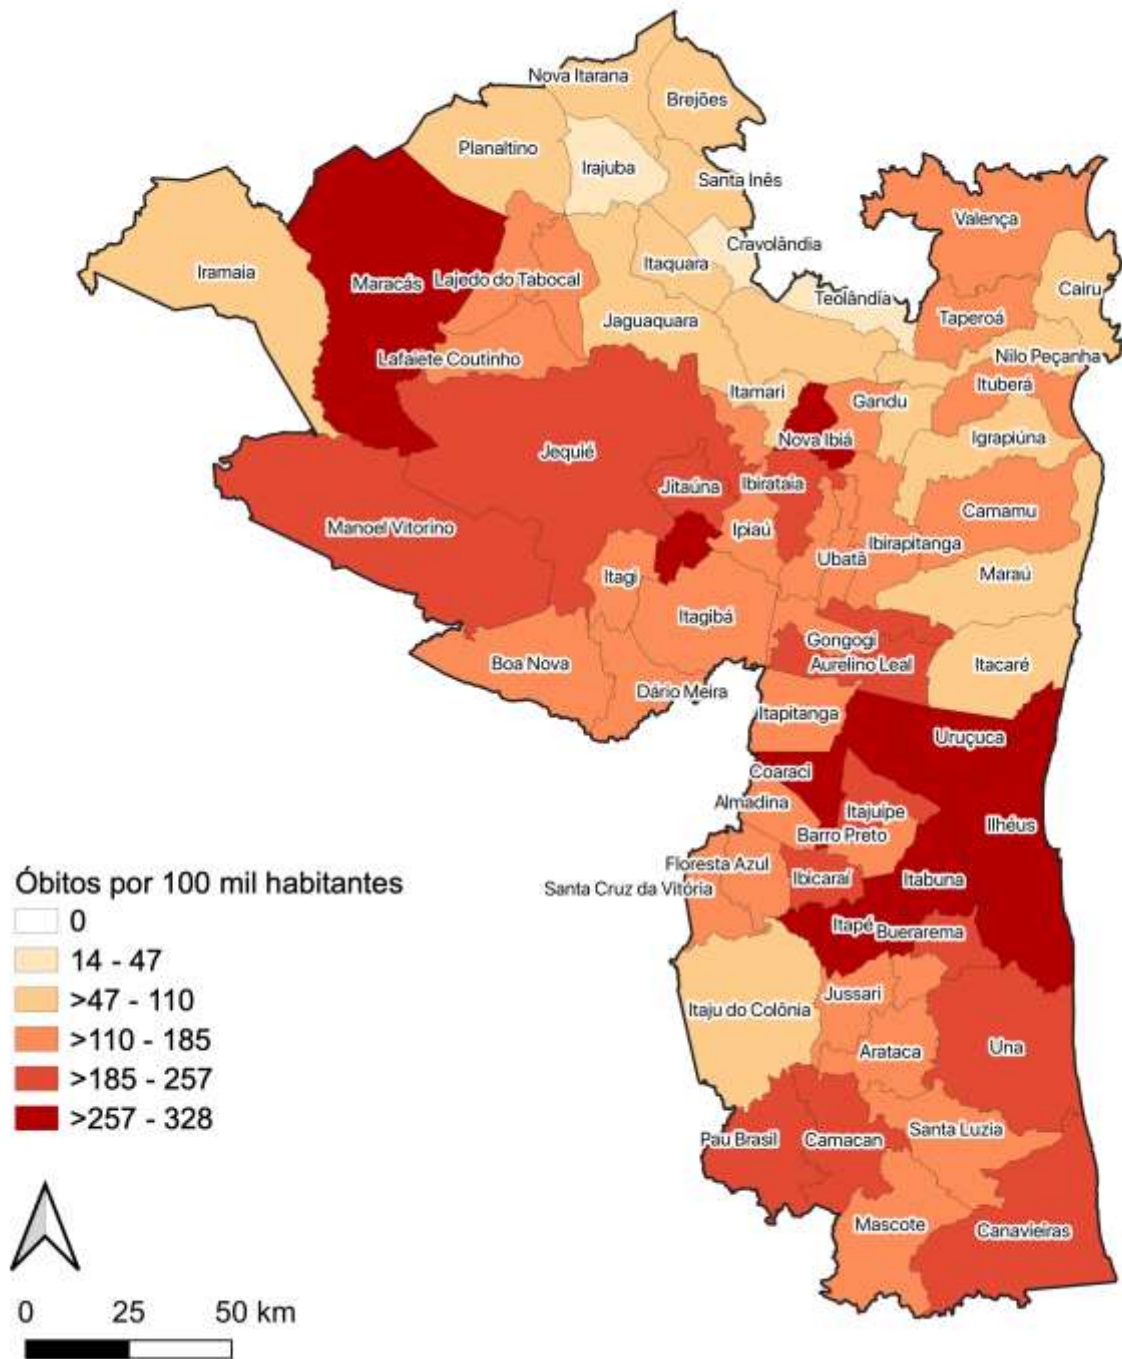 Nova Itarana
Brejões
Planaltino
Irajuba
Santa Inês
Valença
Cravolândia
Itaquara
Iramaia
Maracás
Lajedo do Tabocal
Teolândia
Cairu
Taperoá
Jaguaquara
Lafaiete Coutinho
Nilo Peçanha
Ituberá
Itamari
Gandu
Nova Ibiá
Igrapiúna
Jequié
Jitaúna
Ibirataia
Camamu
Manoel Vitorino
Ipiaú
Ibirapitanga
Ubatã
Maraú
Itagi
Itagibá
Gongogi
Aurelino Leal
Itacaré
Boa Nova
Dário Meira
Itapitanga
Uruçuca
Coaraci
Almadina
Itajuípe
Ilhéus
Barro Preto
Floresta Azul
Ibicaraí
Itabuna
Santa Cruz da Vitória
Itapé
Buerarema
Jussari
Itaju do Colônia
Arataca
Una
Pau Brasil
Camacan
Santa Luzia
Mascote
Canavieiras
Óbitos por 100 mil habitantes
0
14 - 47
>47 - 110
>110 - 185
>185 - 257
>257 - 328
0 25 50 km